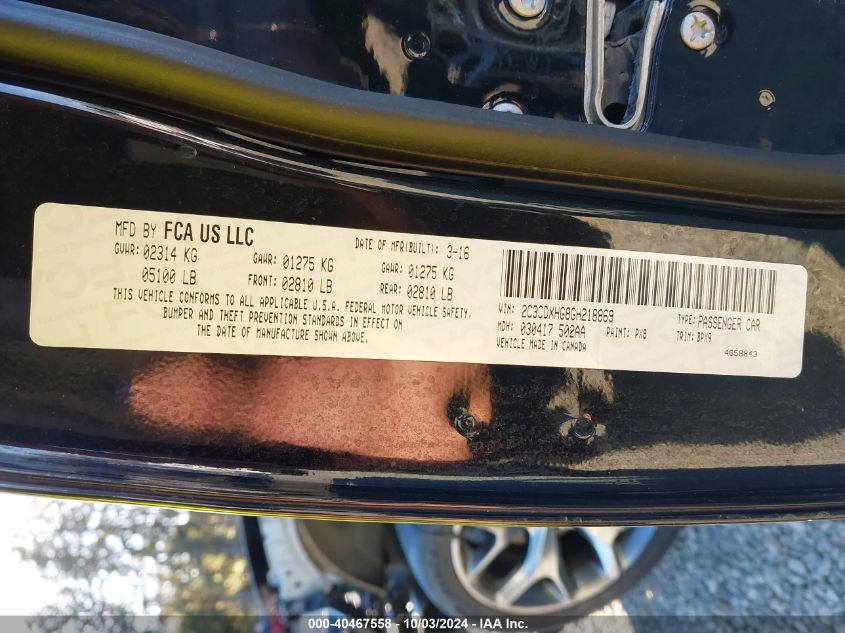 MFD BY FCA US LLC
DATE OF MFR(BUILT): 3-16
GVWR: 02314 KG GAWR: 01275 KG GAWR: 01275 KG
05100 LB FRONT: 02810 LB REAR: 02810 LB
THIS VEHICLE CONFORMS TO ALL APPLICABLE U.S.A. FEDERAL MOTOR VEHICLE SAFETY,
BUMPER AND THEFT PREVENTION STANDARDS IN EFFECT ON
THE DATE OF MANUFACTURE SHOWN ABOVE.
VIN: 2C3CDXHG8GH210869 TYPE: PASSENGER CAR
MDH: 030417 502AA PAINT: PX8 TRIM: BPX9
VEHICLE MADE IN CANADA 4658843
000-40467558 - 10/03/2024 - IAA Inc.